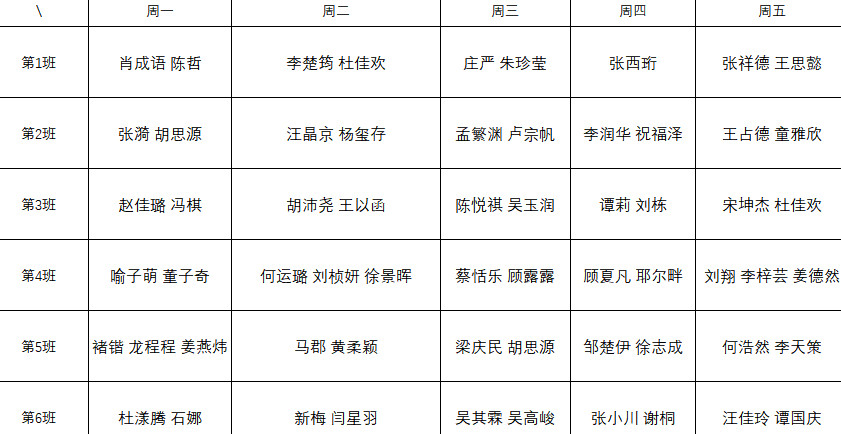 \ 周一 周二 周三 周四 周五
第1班 肖成语 陈哲 李楚筠 杜佳欢 庄严 朱珍莹 张西珩 张祥德 王思懿
第2班 张漪 胡思源 汪晶京 杨玺存 孟繁渊 卢宗帆 李润华 祝福泽 王占德 童雅欣
第3班 赵佳璐 冯棋 胡沛尧 王以函 陈悦祺 吴玉润 谭莉 刘栋 宋坤杰 杜佳欢
第4班 喻子萌 董子奇 何运璐 刘桢妍 徐景晖 蔡恬乐 顾露露 顾夏凡 耶尔畔 刘翔 李梓芸 姜德然
第5班 褚锴 龙程程 姜燕炜 马郡 黄柔颖 梁庆民 胡思源 邹楚伊 徐志成 何浩然 李天策
第6班 杜漾腾 石娜 新梅 闫星羽 吴其霖 吴高峻 张小川 谢桐 汪佳玲 谭国庆